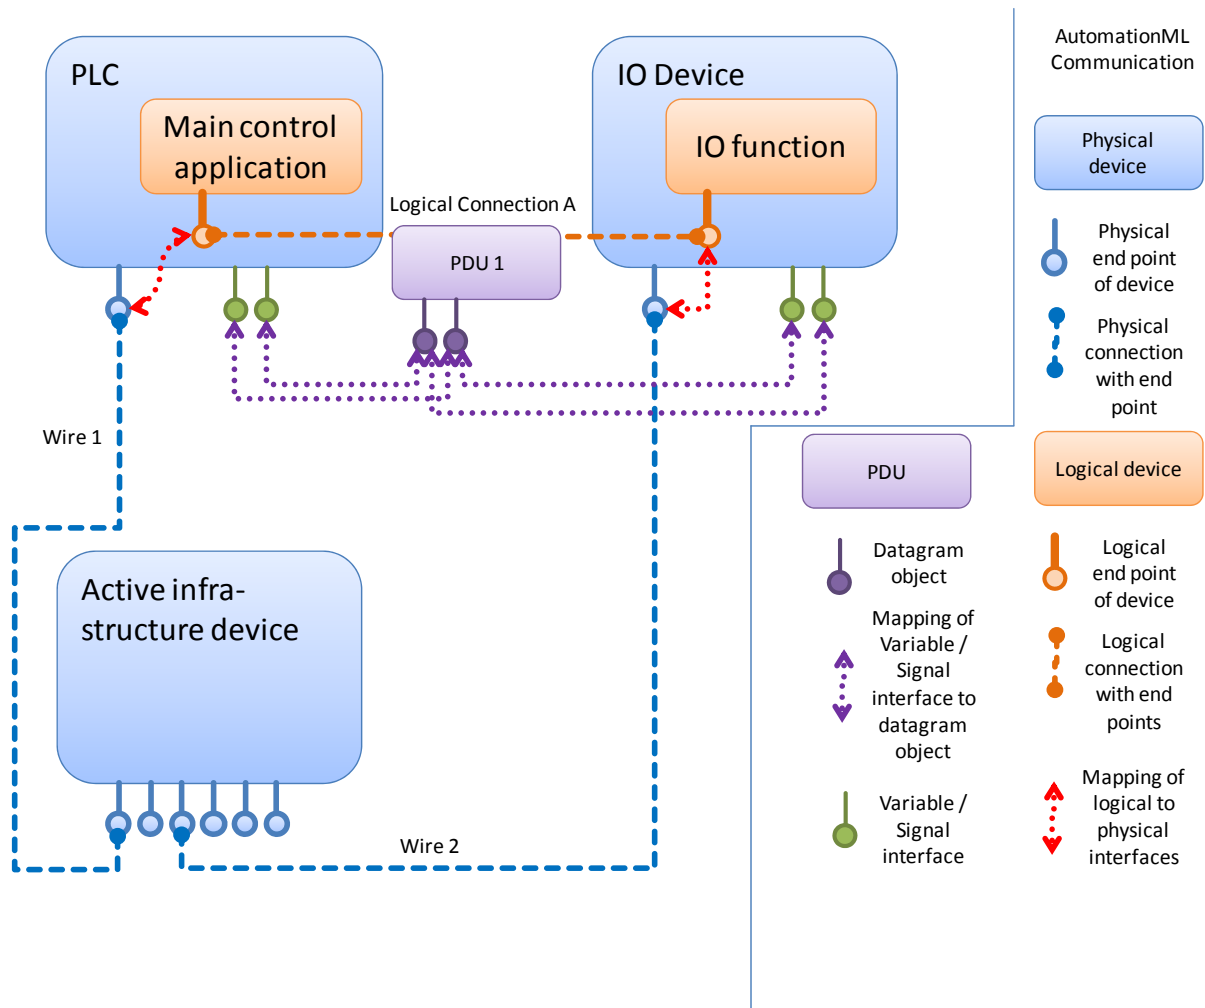 PLC
Main control
application
IO Device
IO function
Logical Connection A
PDU 1
Wire 1
Active infra-
structure device
Wire 2
AutomationML
Communication
Physical
device
Physical
end point
of device
Physical
connection
with end
point
PDU
Datagram
object
Mapping of
Variable /
Signal
interface to
datagram
object
Variable /
Signal
interface
Logical device
Logical
end point
of device
Logical
connection
with end
points
Mapping of
logical to
physical
interfaces